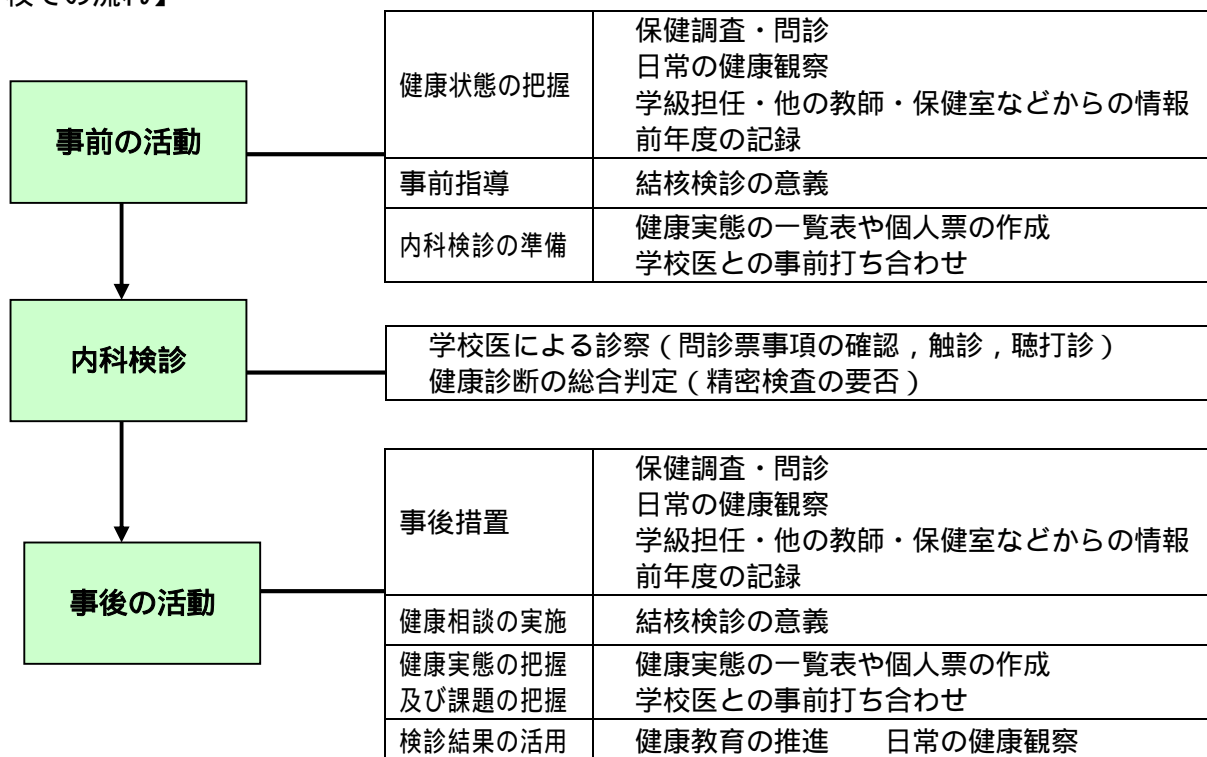 校での流れ】
事前の活動
健康状態の把握
保健調査・問診
日常の健康観察
学級担任・他の教師・保健室などからの情報
前年度の記録
事前指導
結核検診の意義
内科検診の準備
健康実態の一覧表や個人票の作成
学校医との事前打ち合わせ
内科検診
学校医による診察(問診票事項の確認,触診,聴打診)
健康診断の総合判定(精密検査の要否)
事後の活動
事後措置
保健調査・問診
日常の健康観察
学級担任・他の教師・保健室などからの情報
前年度の記録
健康相談の実施
結核検診の意義
健康実態の把握
及び課題の把握
健康実態の一覧表や個人票の作成
学校医との事前打ち合わせ
検診結果の活用
健康教育の推進 日常の健康観察